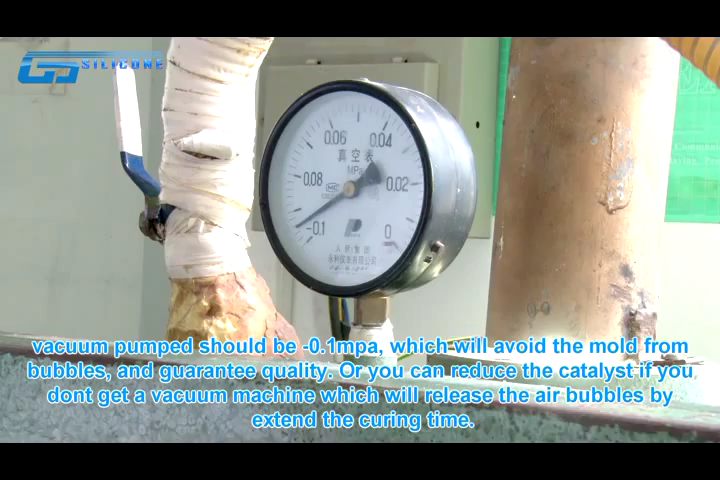 SILICONE
0.06
0.04
真空表
MPa
0.08
0.02
MC
-0.1
0
vacuum pumped should be -0.1mpa, which will avoid the mold from
bubbles, and guarantee quality. Or you can reduce the catalyst if you
dont get a vacuum machine which will release the air bubbles by
extend the curing time.